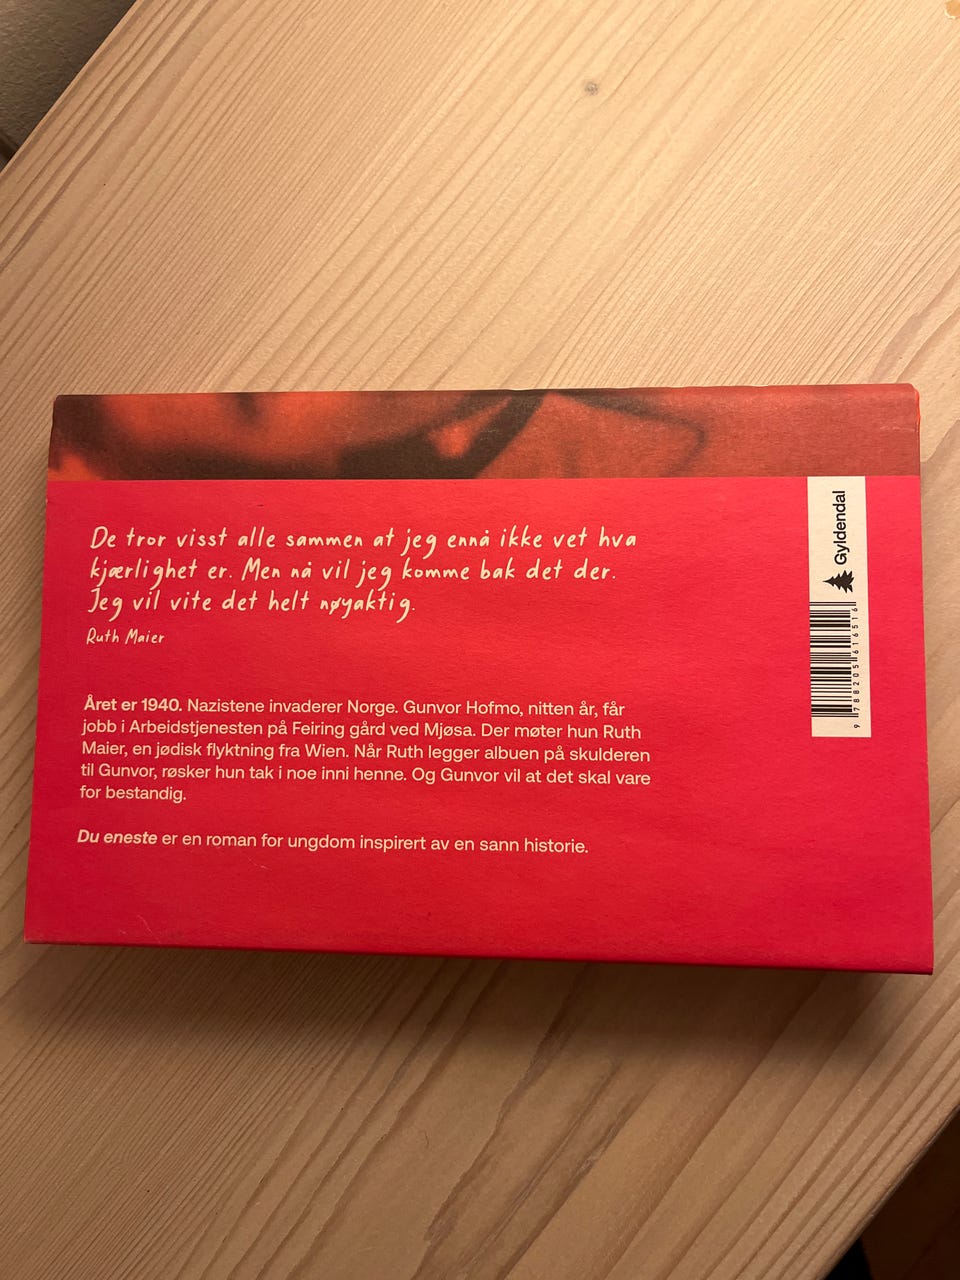 De tror visst alle sammen at jeg ennå ikke vet hva
kjærlighet er. Men nå vil jeg komme bak det der.
Jeg vil vite det helt nøyaktig.
Ruth Maier
Året er 1940. Nazistene invaderer Norge. Gunvor Hofmo, nitten år, får
jobb i Arbeidstjenesten på Feiring gård ved Mjøsa. Der møter hun Ruth
Maier, en jødisk flyktning fra Wien. Når Ruth legger albuen på skulderen
til Gunvor, røsker hun tak i noe inni henne. Og Gunvor vil at det skal vare
for bestandig.
Du eneste er en roman for ungdom inspirert av en sann historie.
Gyldendal
9 788205 616516